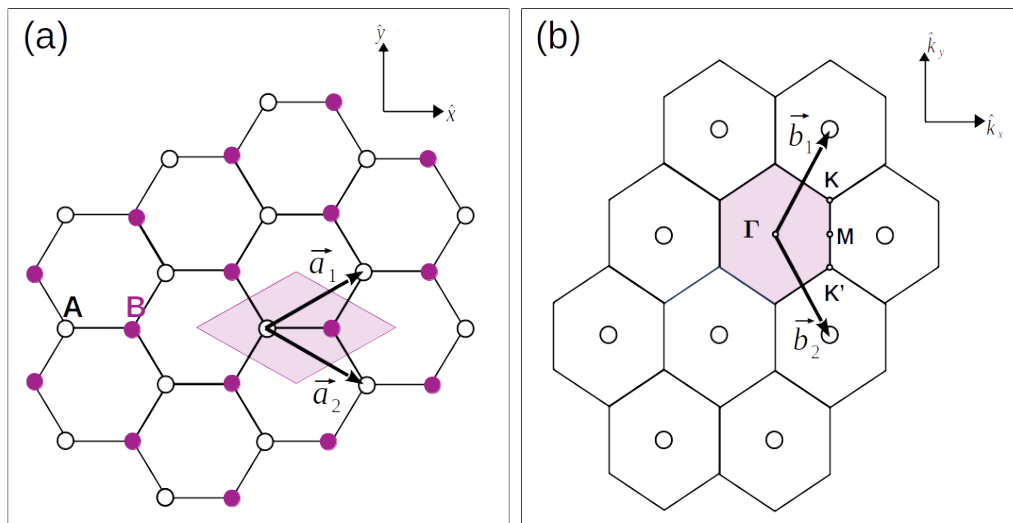 (a)
ŷ
x̂
a⃗₁
A
B
a⃗₂
(b)
k̂ᵧ
k̂ₓ
b⃗₁
K
Γ
M
K'
b⃗₂